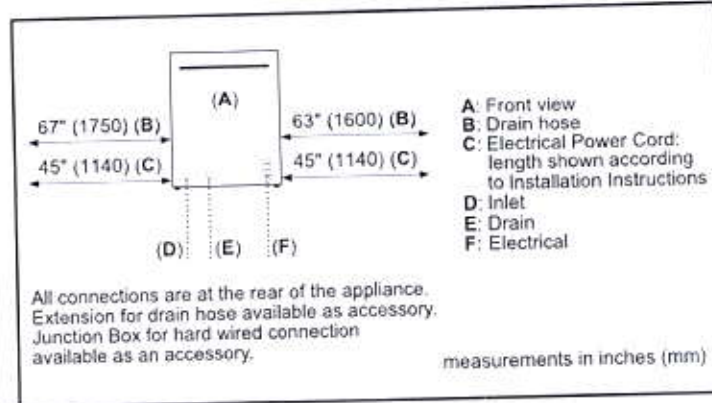 (A)
67" (1750) (B)
63" (1600) (B)
45" (1140) (C)
45" (1140) (C)
(D)
(E)
(F)
A: Front view
B: Drain hose
C: Electrical Power Cord:
length shown according
to Installation Instructions
D: Inlet
E: Drain
F: Electrical
All connections are at the rear of the appliance.
Extension for drain hose available as accessory.
Junction Box for hard wired connection
available as an accessory.
measurements in inches (mm)